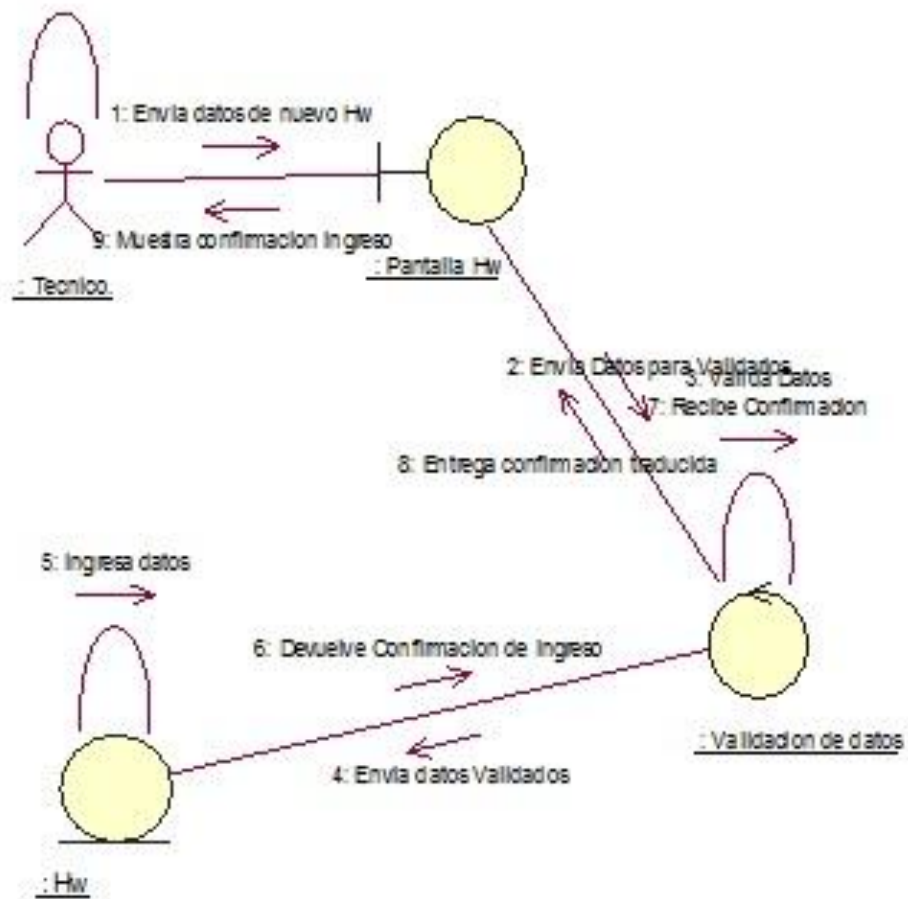 1: Envia datos de nuevo Hw
9: Muestra confirmacion Ingreso
: Tecnico.
: Pantalla Hw
2: Envia Datos para Validarlos
3: Valida Datos
7: Recibe Confirmacion
8: Entrega confirmacion traducida
5: Ingresa datos
6: Devuelve Confirmacion de Ingreso
4: Envia datos Validados
: Validacion de datos
: Hw